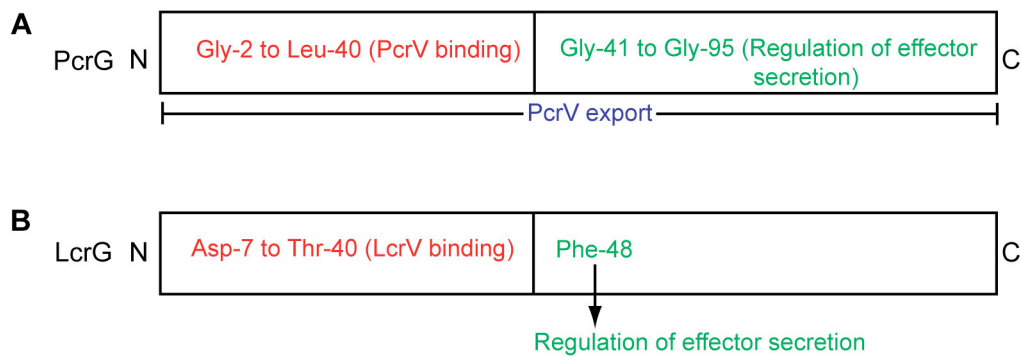 A
PcrG N Gly-2 to Leu-40 (PcrV binding) Gly-41 to Gly-95 (Regulation of effector
secretion) C
PcrV export
B
LcrG N Asp-7 to Thr-40 (LcrV binding) Phe-48 C
Regulation of effector secretion